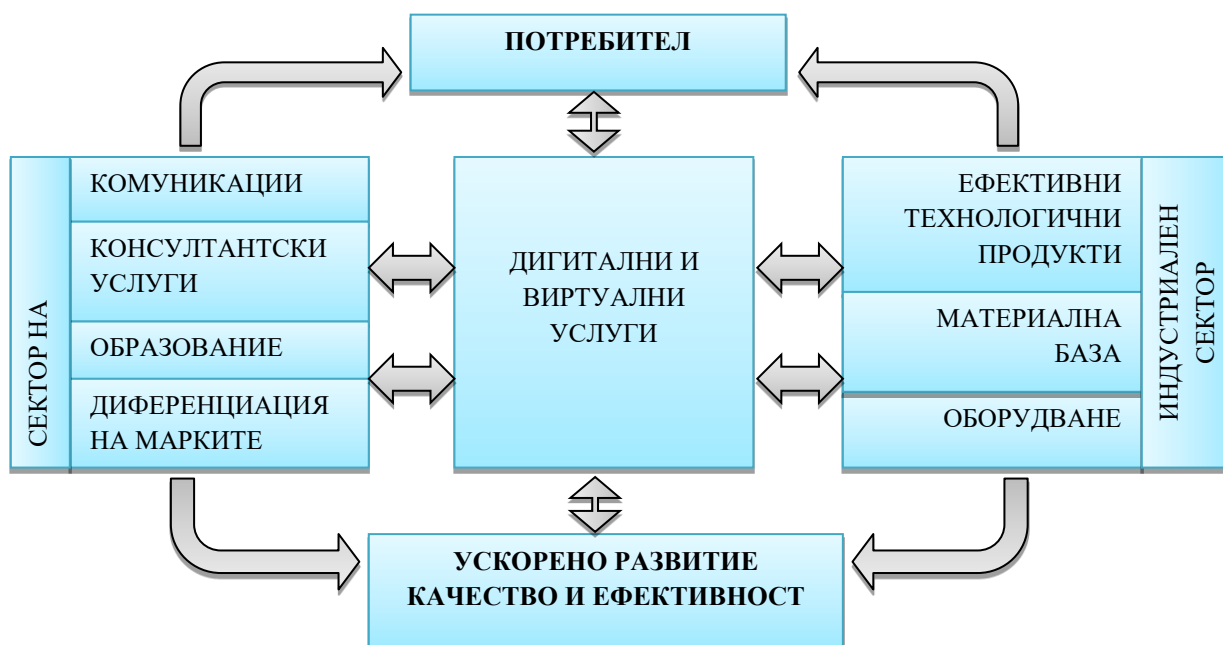 ПОТРЕБИТЕЛ
СЕКТОР НА
КОМУНИКАЦИИ
КОНСУЛТАНТСКИ
УСЛУГИ
ОБРАЗОВАНИЕ
ДИФЕРЕНЦИАЦИЯ
НА МАРКИТЕ
ДИГИТАЛНИ И
ВИРТУАЛНИ
УСЛУГИ
ЕФЕКТИВНИ
ТЕХНОЛОГИЧНИ
ПРОДУКТИ
МАТЕРИАЛНА
БАЗА
ОБОРУДВАНЕ
ИНДУСТРИАЛЕН
СЕКТОР
УСКОРЕНО РАЗВИТИЕ
КАЧЕСТВО И ЕФЕКТИВНОСТ